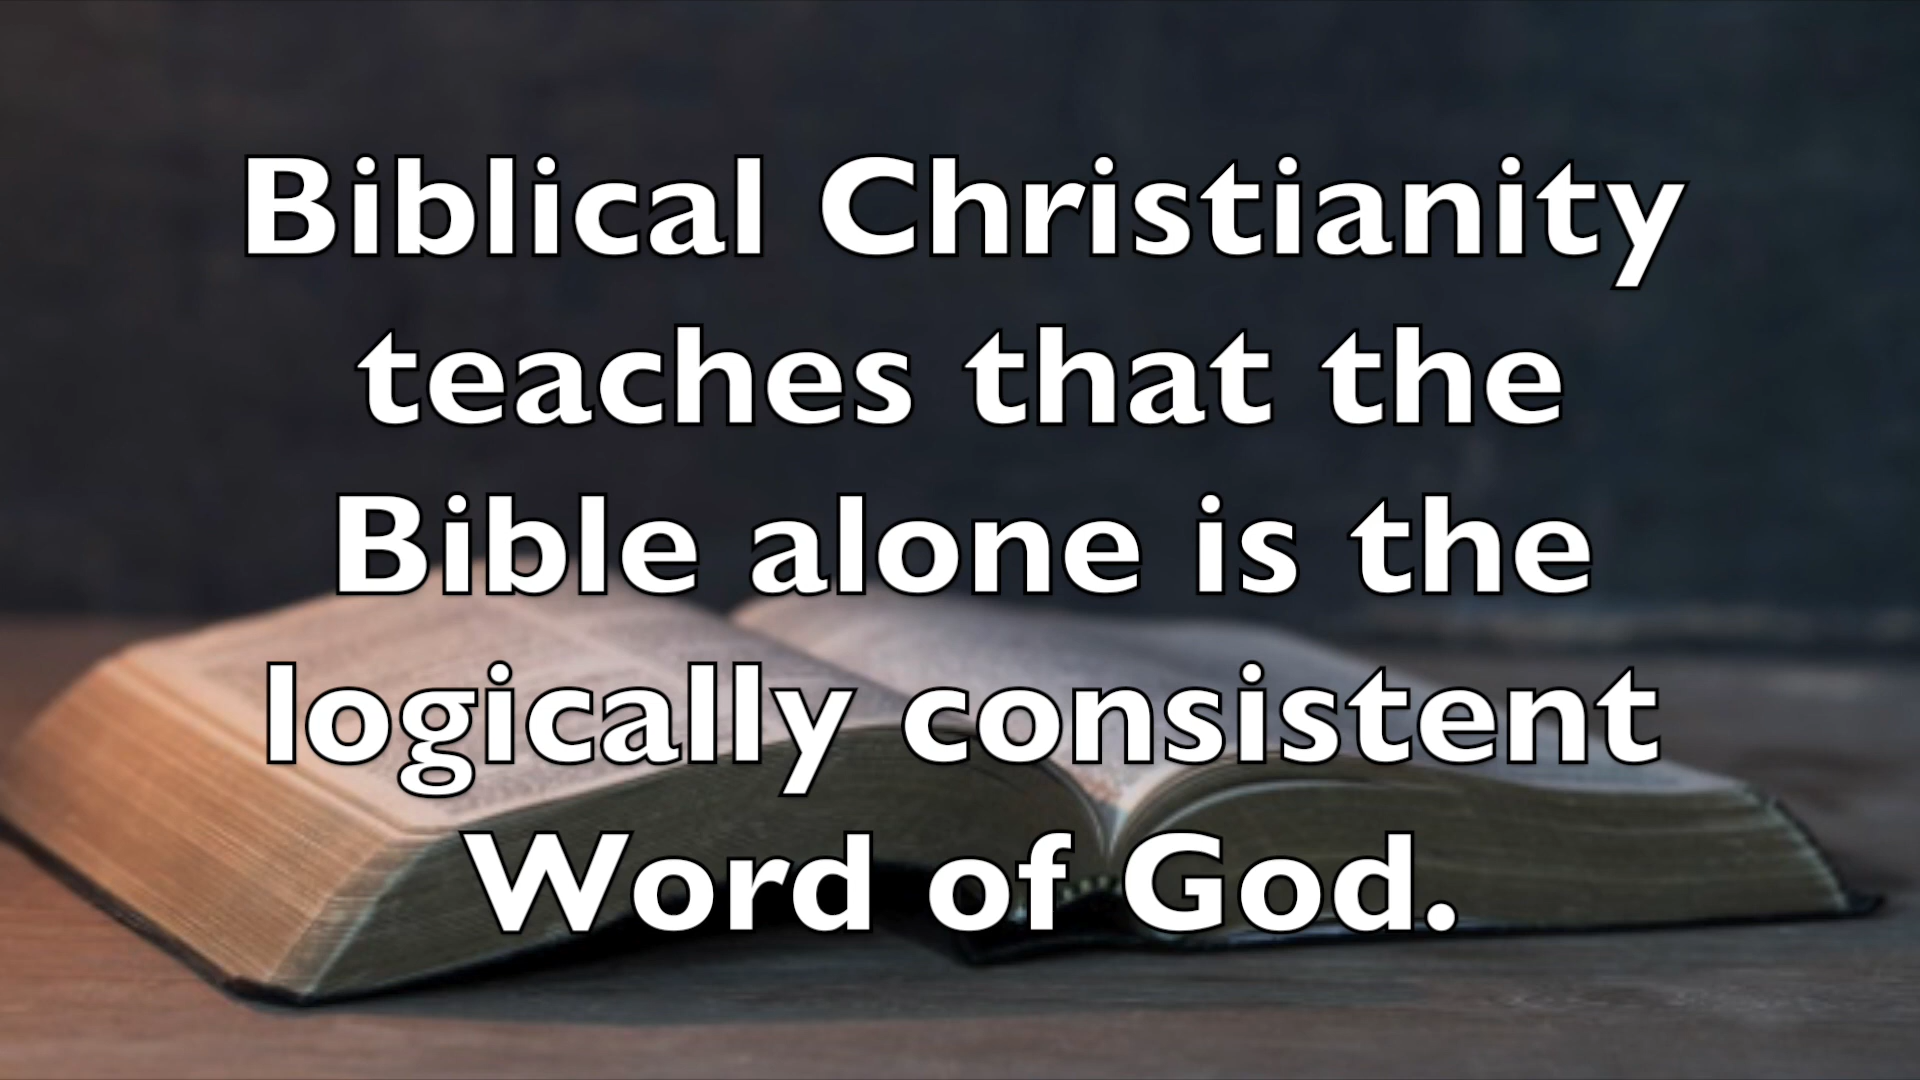 Biblical Christianity
teaches that the
Bible alone is the
logically consistent
Word of God.